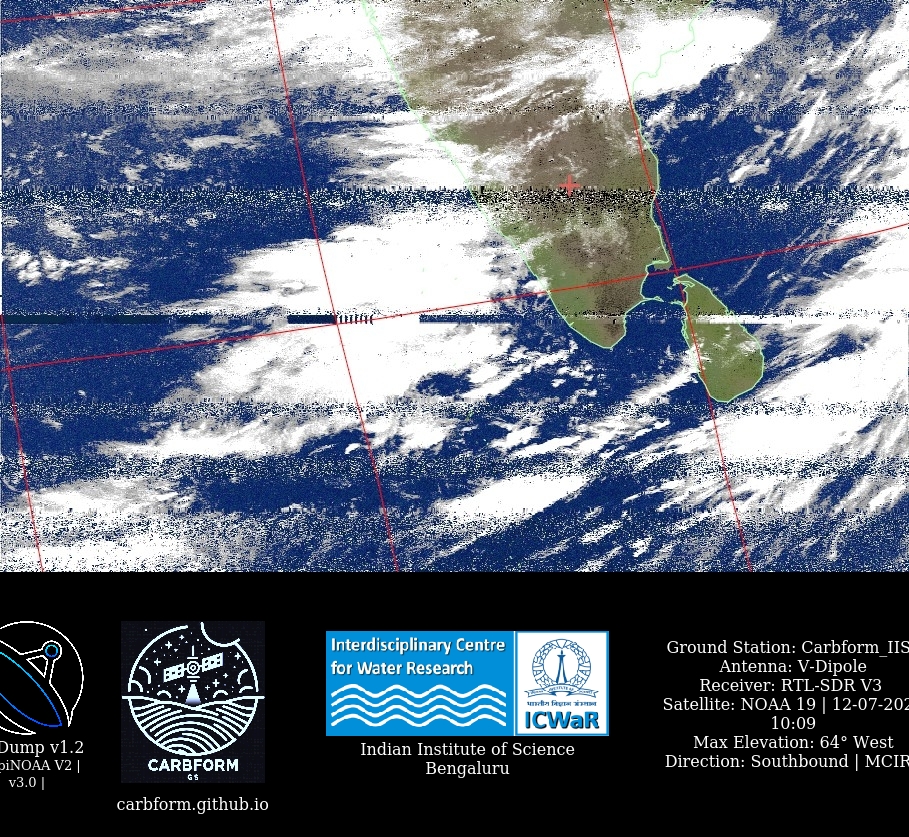 Dump v1.2
piNOAA V2 |
v3.0 |
CARBFORM
GS
carbform.github.io
Interdisciplinary Centre
for Water Research
भारतीय विज्ञान संस्थान
ICWaR
Indian Institute of Science
Bengaluru
Ground Station: Carbform_IIS
Antenna: V-Dipole
Receiver: RTL-SDR V3
Satellite: NOAA 19 | 12-07-202
10:09
Max Elevation: 64° West
Direction: Southbound | MCIR